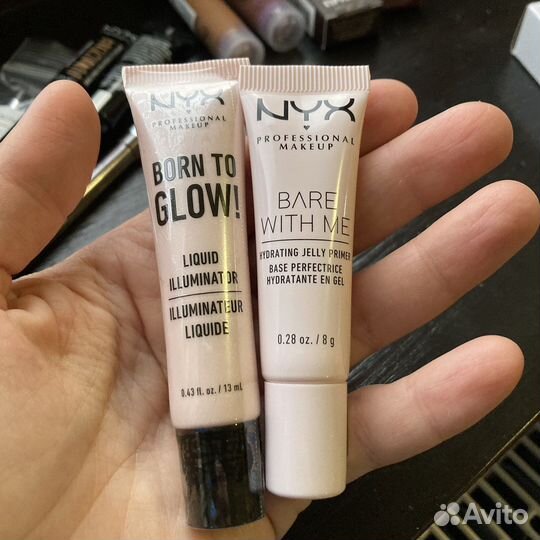 NYX
PROFESSIONAL
MAKEUP
BORN TO
GLOW!
LIQUID
ILLUMINATOR
ILLUMINATEUR
LIQUIDE
0.43 fl. oz. / 13 mL
NYX
PROFESSIONAL
MAKEUP
BARE
WITH ME
HYDRATING JELLY PRIMER
BASE PERFECTRICE
HYDRATANTE EN GEL
0.28 oz. / 8 g
Avito